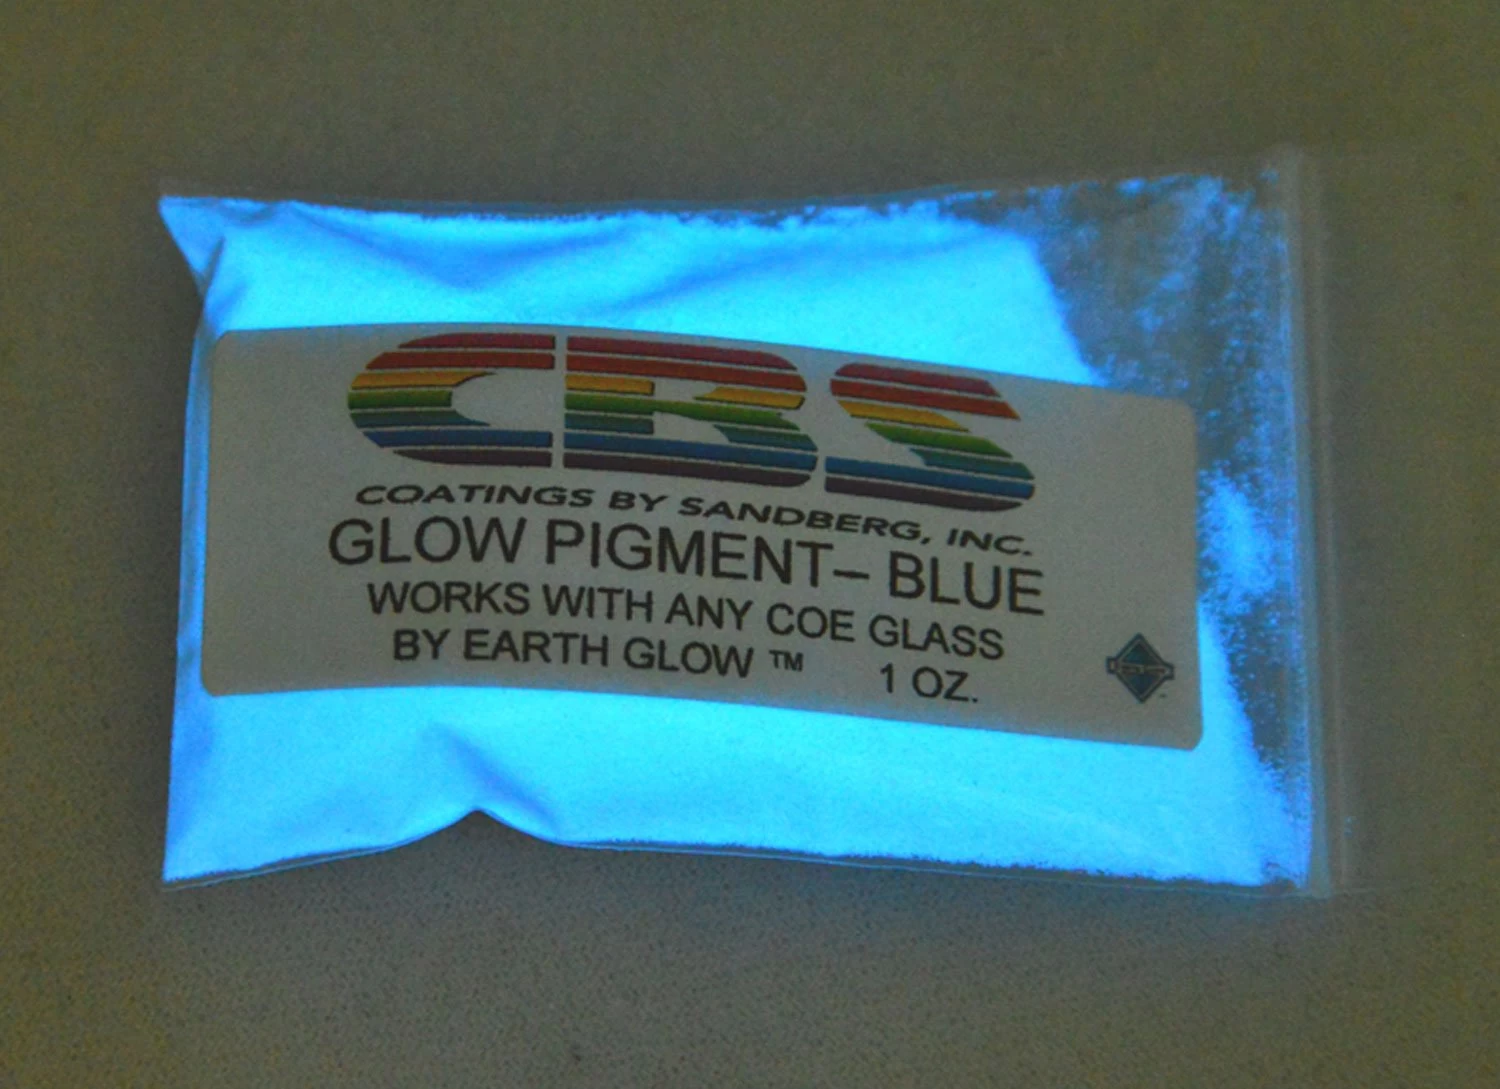 CBS
COATINGS BY SANDBERG, INC.
GLOW PIGMENT– BLUE
WORKS WITH ANY COE GLASS
BY EARTH GLOW ™ 1 OZ.